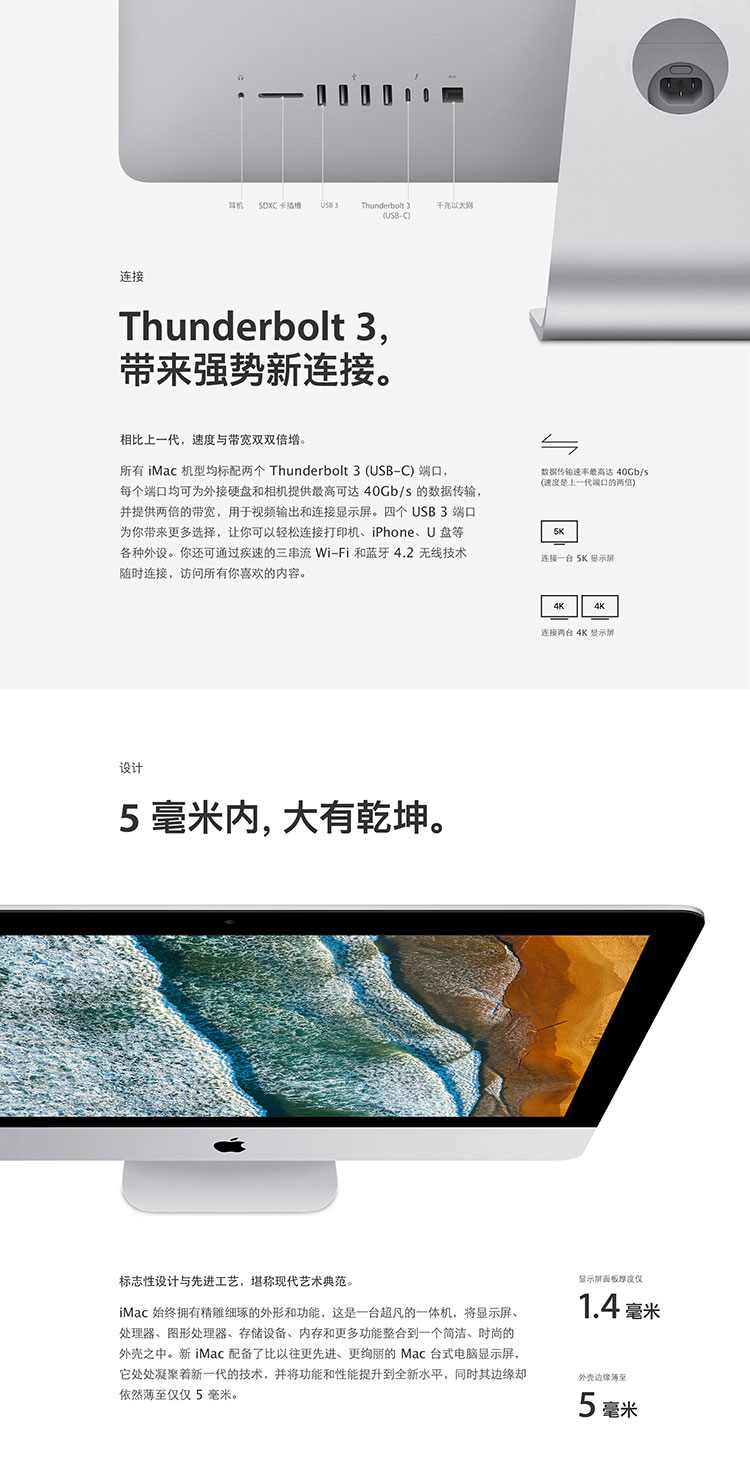 耳机
SDXC 卡插槽
USB 3
Thunderbolt 3
(USB-C)
千兆以太网
连接
Thunderbolt 3,
带来强势新连接。
相比上一代，速度与带宽双双倍增。
所有 iMac 机型均标配两个 Thunderbolt 3 (USB-C) 端口，
每个端口均可为外接硬盘和相机提供最高可达 40Gb/s 的数据传输，
并提供两倍的带宽，用于视频输出和连接显示屏。四个 USB 3 端口
为你带来更多选择，让你可以轻松连接打印机、iPhone、U 盘等
各种外设。你还可通过疾速的三串流 Wi-Fi 和蓝牙 4.2 无线技术
随时连接，访问所有你喜欢的内容。
数据传输速率最高达 40Gb/s
(速度是上一代端口的两倍)
5K
连接一台 5K 显示屏
4K 4K
连接两台 4K 显示屏
设计
5 毫米内，大有乾坤。
标志性设计与先进工艺，堪称现代艺术典范。
iMac 始终拥有精雕细琢的外形和功能，这是一台超凡的一体机，将显示屏、
处理器、图形处理器、存储设备、内存和更多功能整合到一个简洁、时尚的
外壳之中。新 iMac 配备了比以往更先进、更绚丽的 Mac 台式电脑显示屏，
它处处凝聚着新一代的技术，并将功能和性能提升到全新水平，同时其边缘却
依然薄至仅仅 5 毫米。
显示屏面板厚度仅
1.4 毫米
外壳边缘薄至
5 毫米